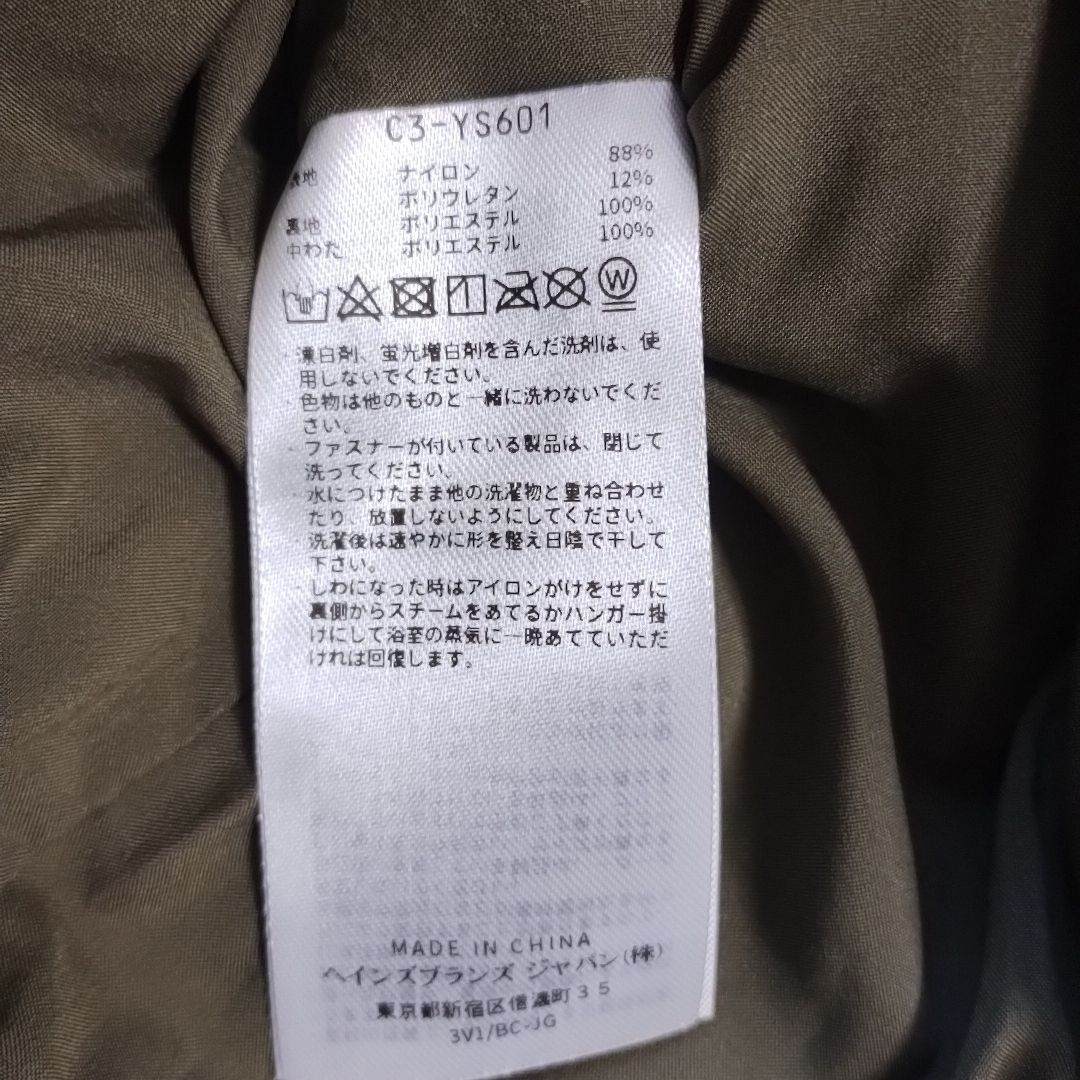 C3-YS601
表地 ナイロン 88%
ポリウレタン 12%
裏地 ポリエステル 100%
中わた ポリエステル 100%
W
・漂白剤、蛍光増白剤を含んだ洗剤は、使
用しないでください。
・色物は他のものと一緒に洗わないでくだ
さい。
・ファスナーが付いている製品は、閉じて
洗ってください。
・水につけたまま他の洗濯物と重ね合わせ
たり、放置しないようにしてください。
・洗濯後は速やかに形を整え日陰で干して
下さい。
・しわになった時はアイロンがけをせずに
裏側からスチームをあてるかハンガー掛
けにして浴室の蒸気に一晩あてていただ
ければ回復します。
MADE IN CHINA
ヘインズブランズ ジャパン(株)
東京都新宿区信濃町35
3V1/BC-JG